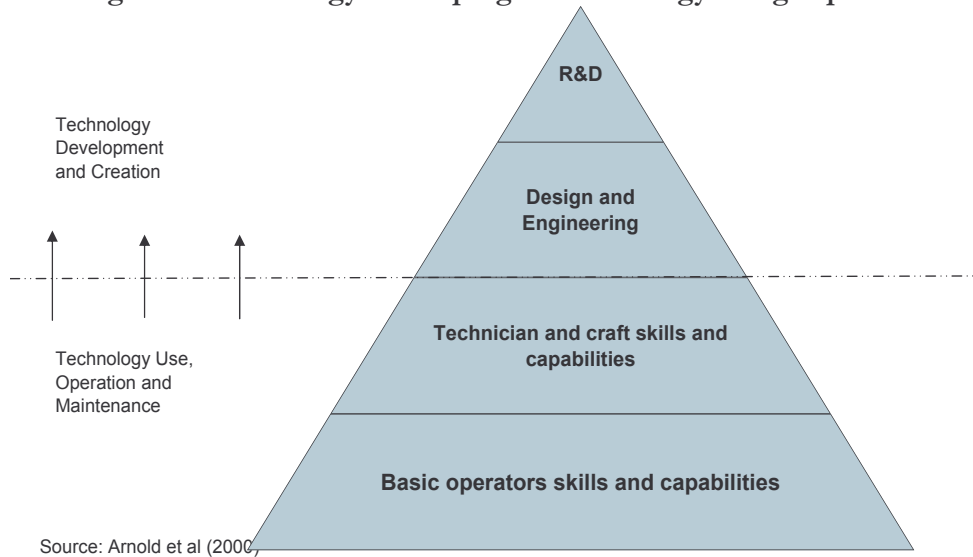 R&D
Technology
Development
and Creation
Design and
Engineering
Technician and craft skills and
capabilities
Technology Use,
Operation and
Maintenance
Basic operators skills and capabilities
Source: Arnold et al (2000)